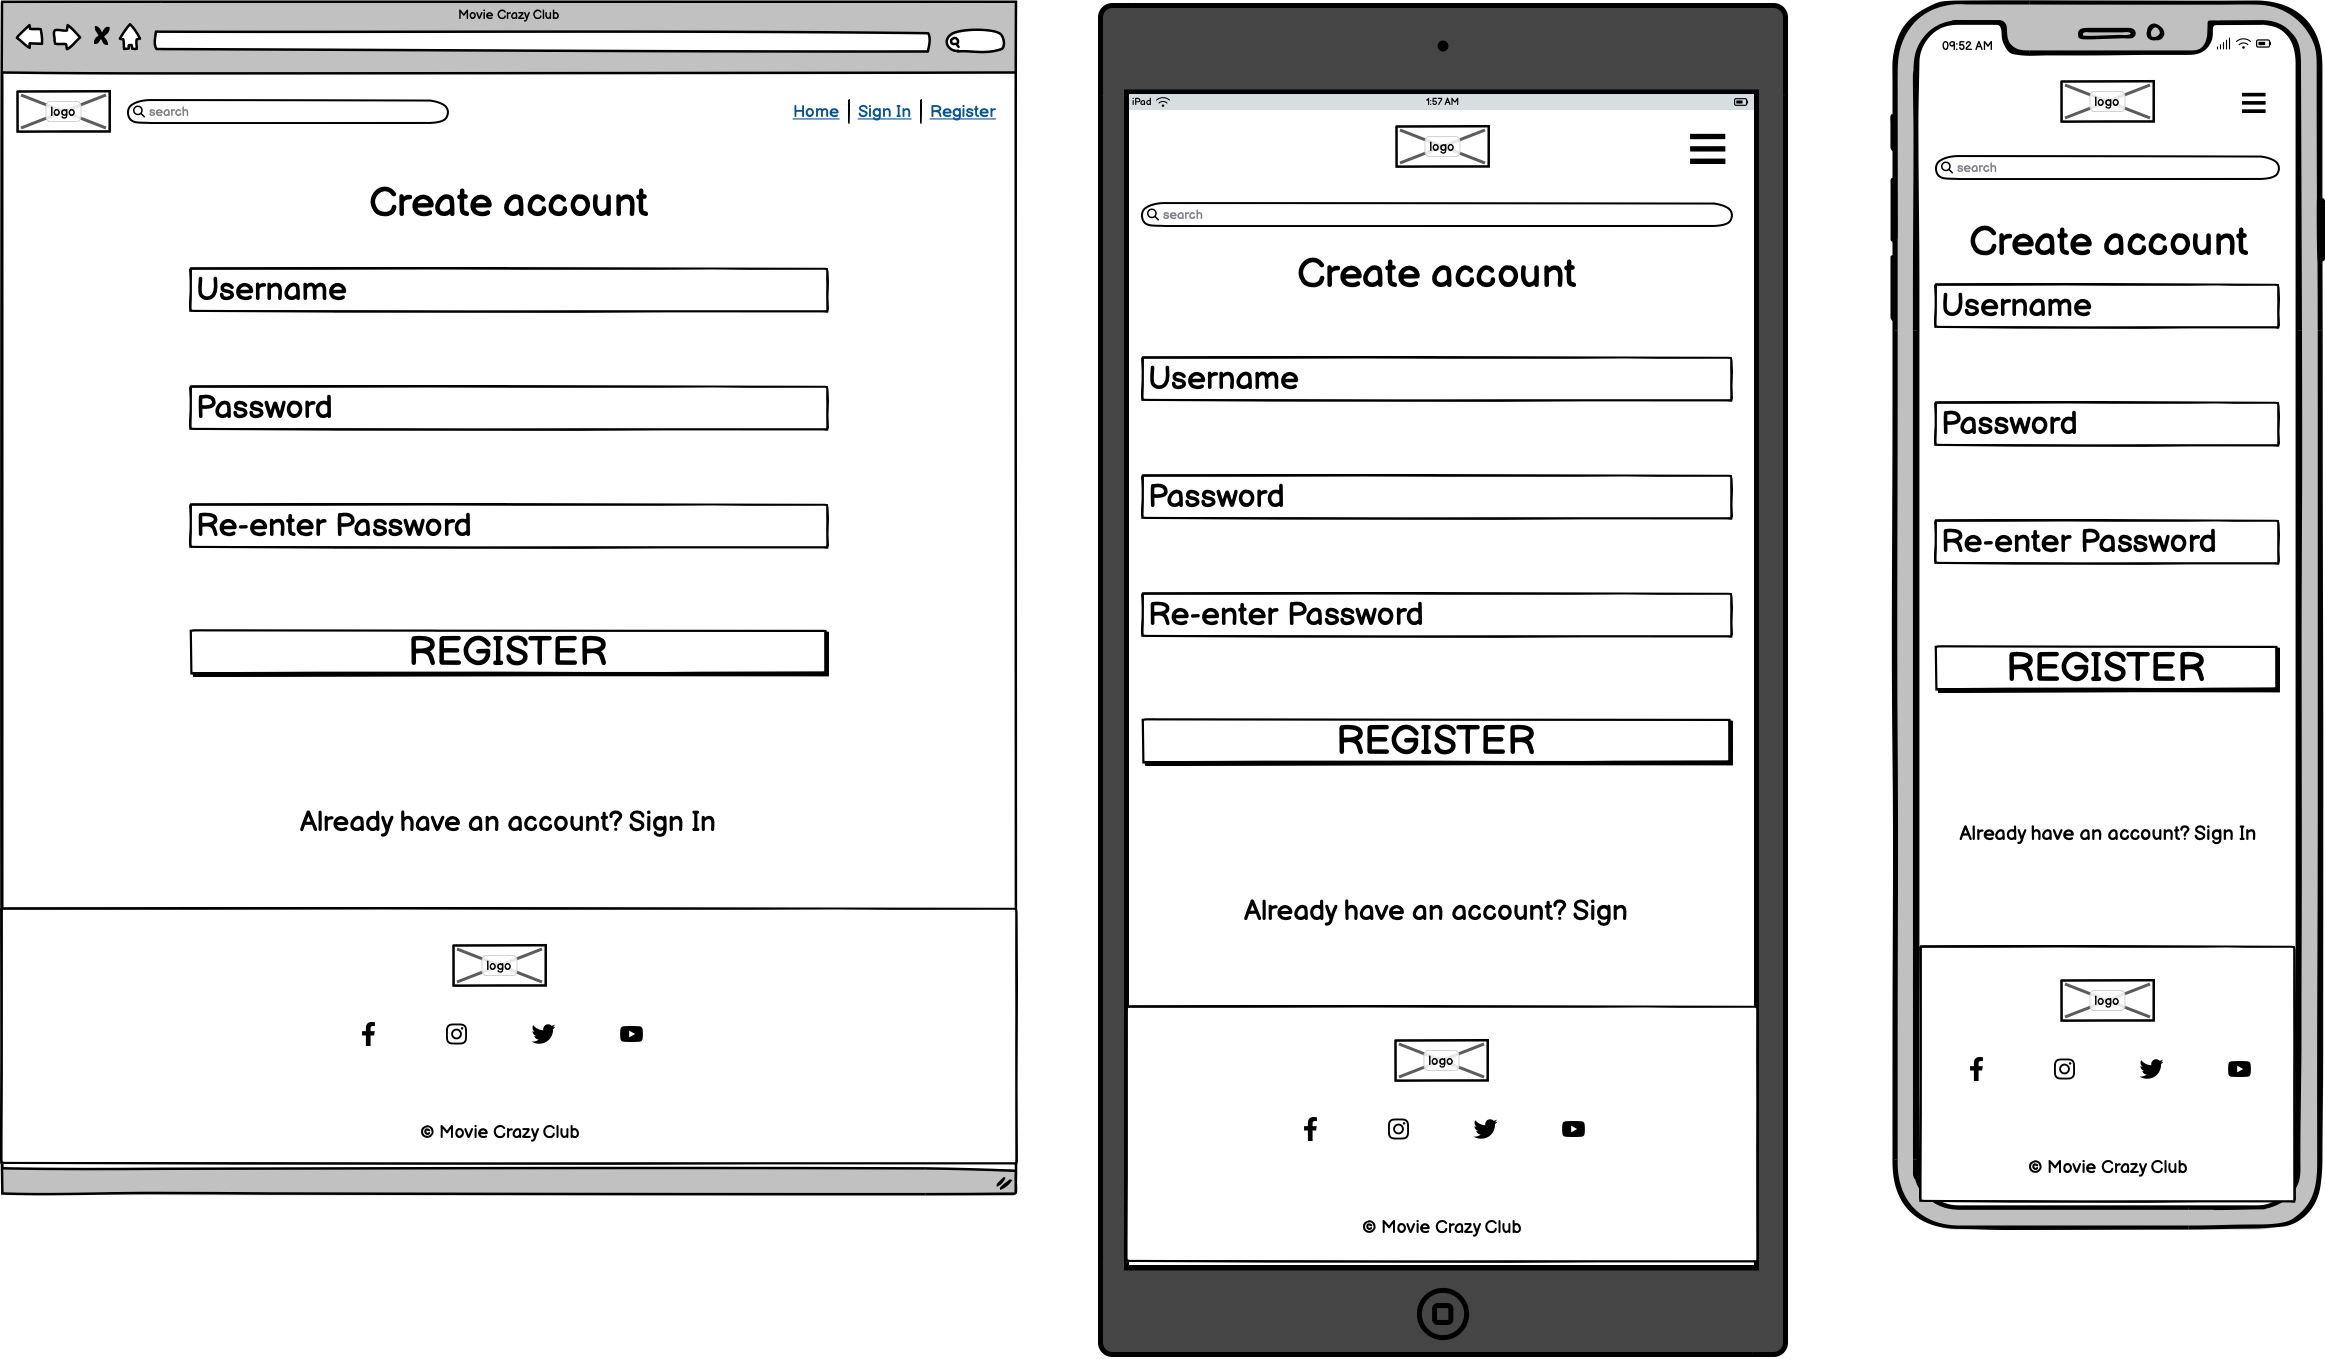 Movie Crazy Club
logo
search
Home
Sign In
Register
Create account
Username
Password
Re-enter Password
REGISTER
Already have an account? Sign In
logo
© Movie Crazy Club
iPad
1:57 AM
logo
search
Create account
Username
Password
Re-enter Password
REGISTER
Already have an account? Sign
logo
© Movie Crazy Club
09:52 AM
logo
search
Create account
Username
Password
Re-enter Password
REGISTER
Already have an account? Sign In
logo
© Movie Crazy Club